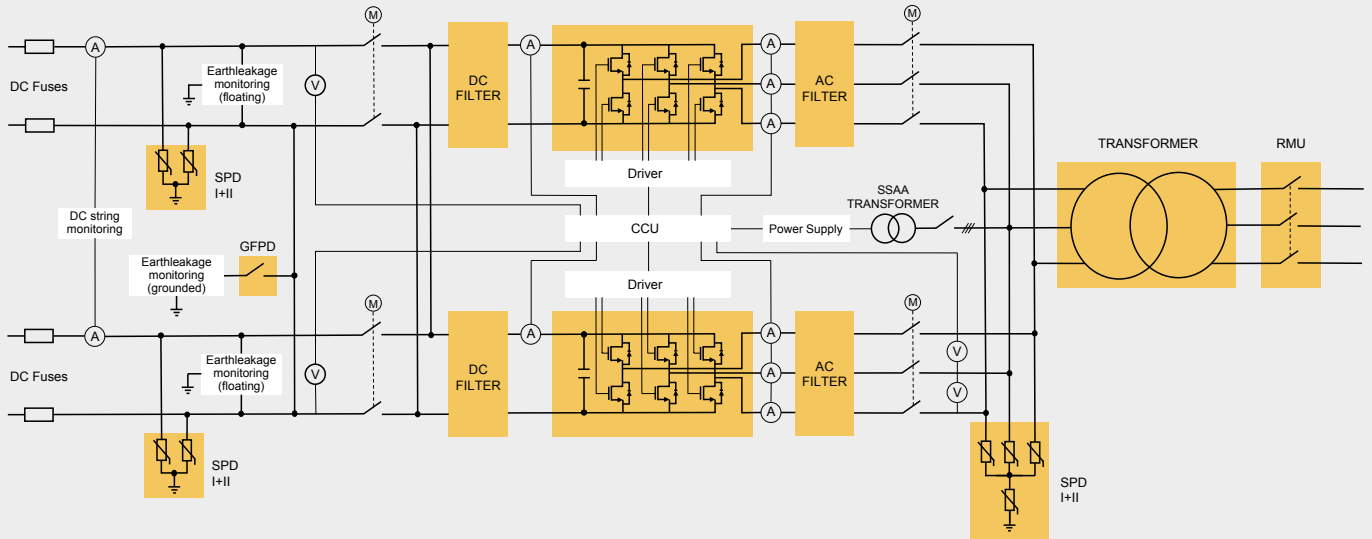 M
M
A
A
A
DC Fuses
Earthleakage
monitoring
(floating)
V
DC
FILTER
A
AC
FILTER
A
SPD
I+II
Driver
TRANSFORMER
RMU
SSAA
TRANSFORMER
DC string
monitoring
CCU
Power Supply
GFPD
Earthleakage
monitoring
(grounded)
Driver
M
M
A
A
A
DC Fuses
Earthleakage
monitoring
(floating)
V
DC
FILTER
A
AC
FILTER
V
V
A
SPD
I+II
SPD
I+II